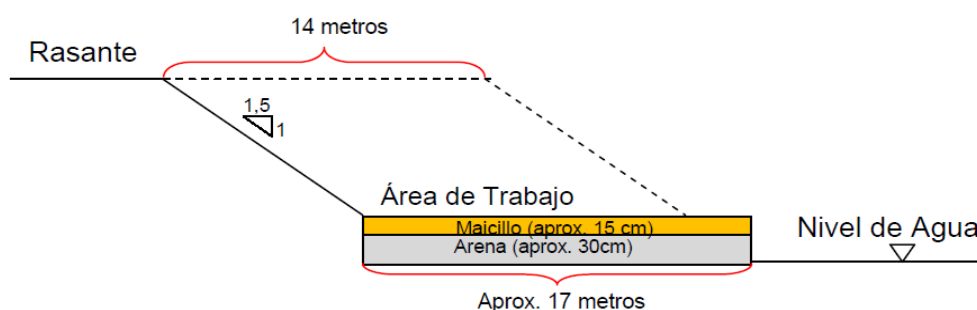 14 metros
Rasante
1,5
1
Área de Trabajo
Maicillo (aprox. 15 cm)
Arena (aprox. 30cm)
Nivel de Agua
Aprox. 17 metros